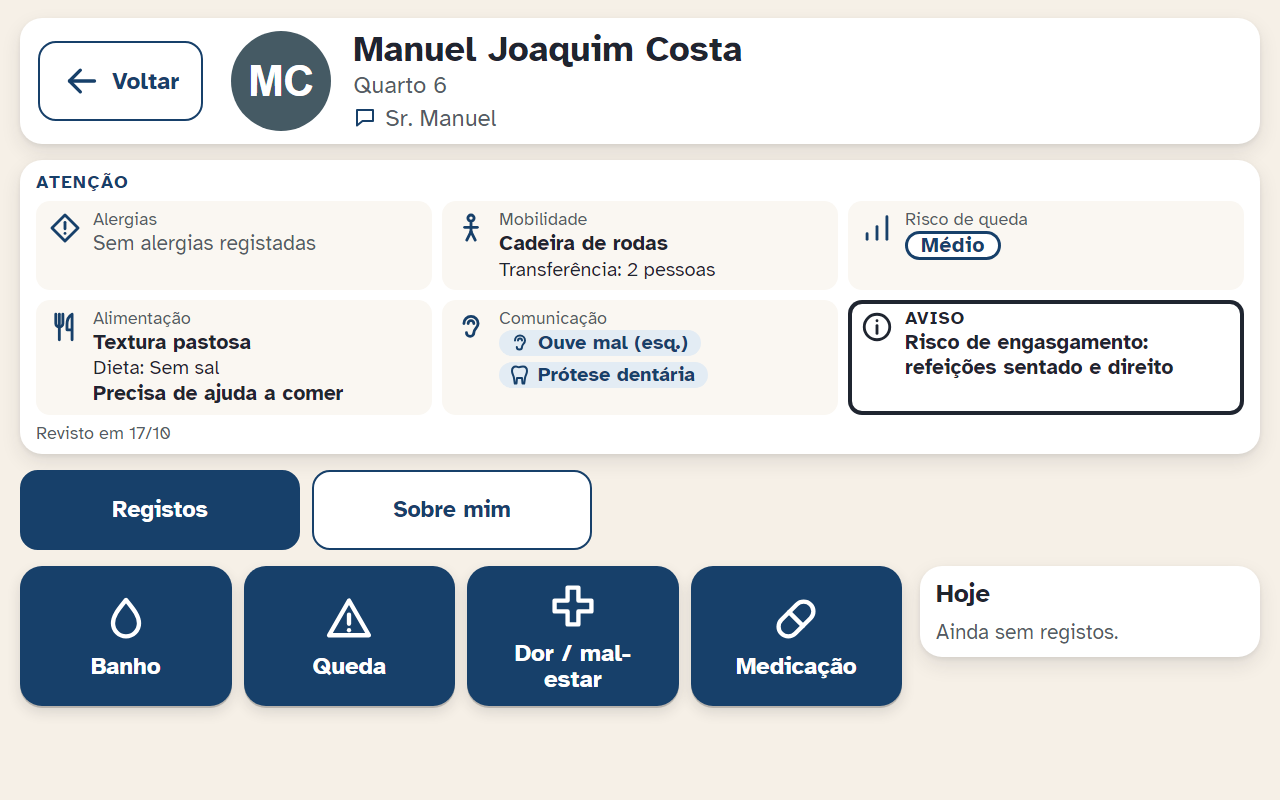 Voltar
MC
Manuel Joaquim Costa
Quarto 6
Sr. Manuel
ATENÇÃO
Alergias
Sem alergias registadas
Mobilidade
Cadeira de rodas
Transferência: 2 pessoas
Risco de queda
Médio
Alimentação
Textura pastosa
Dieta: Sem sal
Precisa de ajuda a comer
Comunicação
Ouve mal (esq.)
Prótese dentária
AVISO
Risco de engasgamento:
refeições sentado e direito
Revisto em 17/10
Registos
Sobre mim
Banho
Queda
Dor / mal-
estar
Medicação
Hoje
Ainda sem registos.